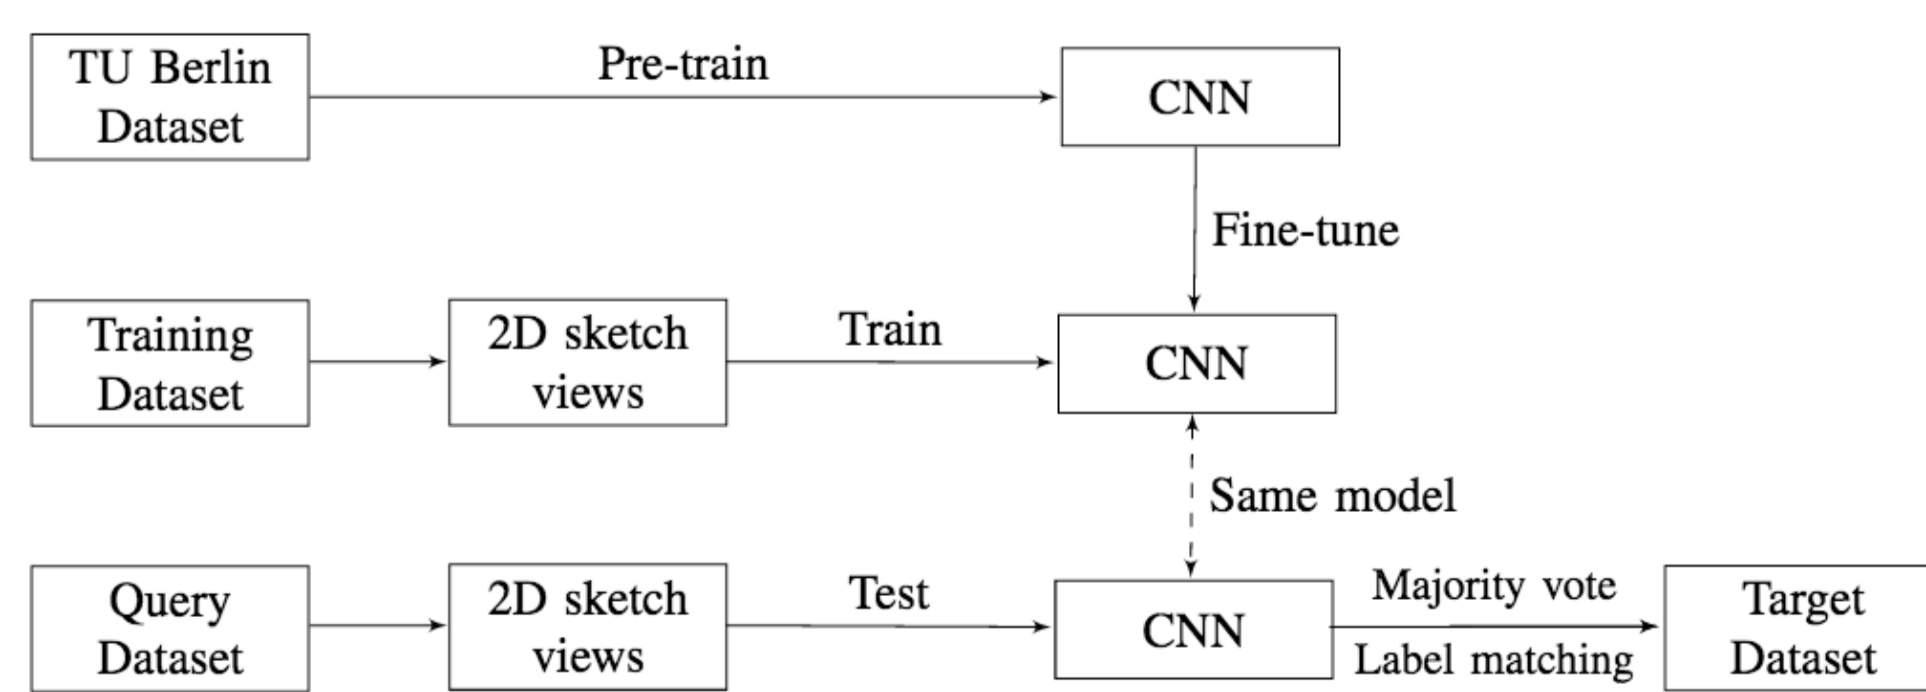 TU Berlin
Dataset
Pre-train
CNN
Fine-tune
Training
Dataset
2D sketch
views
Train
CNN
Same model
Query
Dataset
2D sketch
views
Test
CNN
Majority vote
Label matching
Target
Dataset